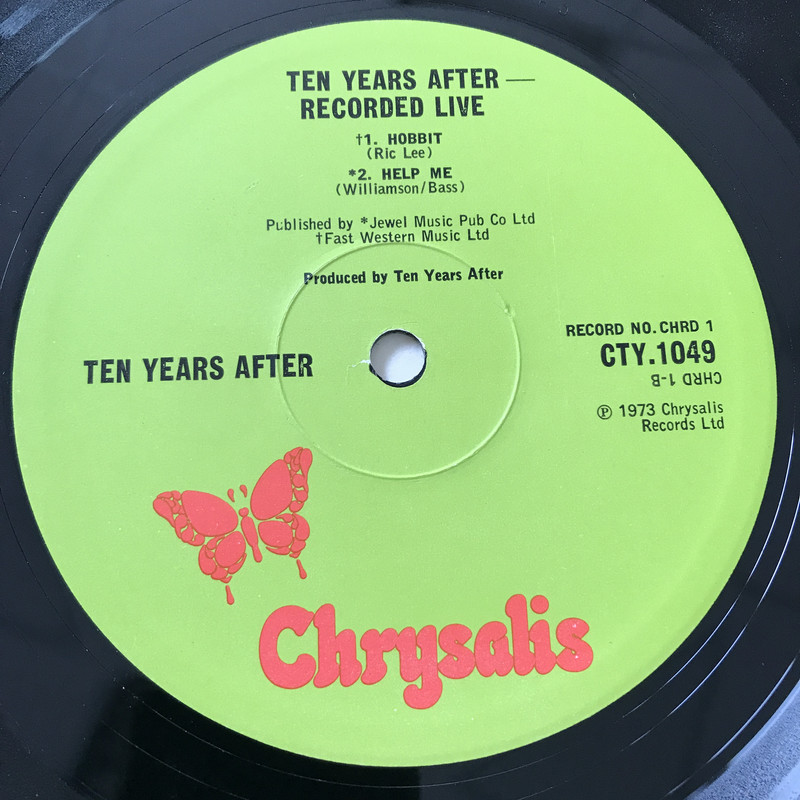 TEN YEARS AFTER—
RECORDED LIVE
†1. HOBBIT
(Ric Lee)
*2. HELP ME
(Williamson/Bass)
Published by *Jewel Music Pub Co Ltd
†Fast Western Music Ltd
Produced by Ten Years After
TEN YEARS AFTER
RECORD NO. CHRD 1
CTY.1049
CHRD 1-B
℗ 1973 Chrysalis
Records Ltd
Chrysalis